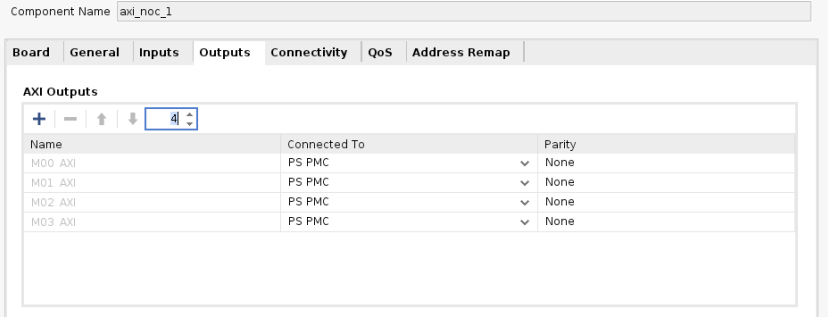 Component Name axi_noc_1
Board General Inputs Outputs Connectivity QoS Address Remap
AXI Outputs
4
Name Connected To Parity
M00 AXI PS PMC None
M01 AXI PS PMC None
M02 AXI PS PMC None
M03 AXI PS PMC None